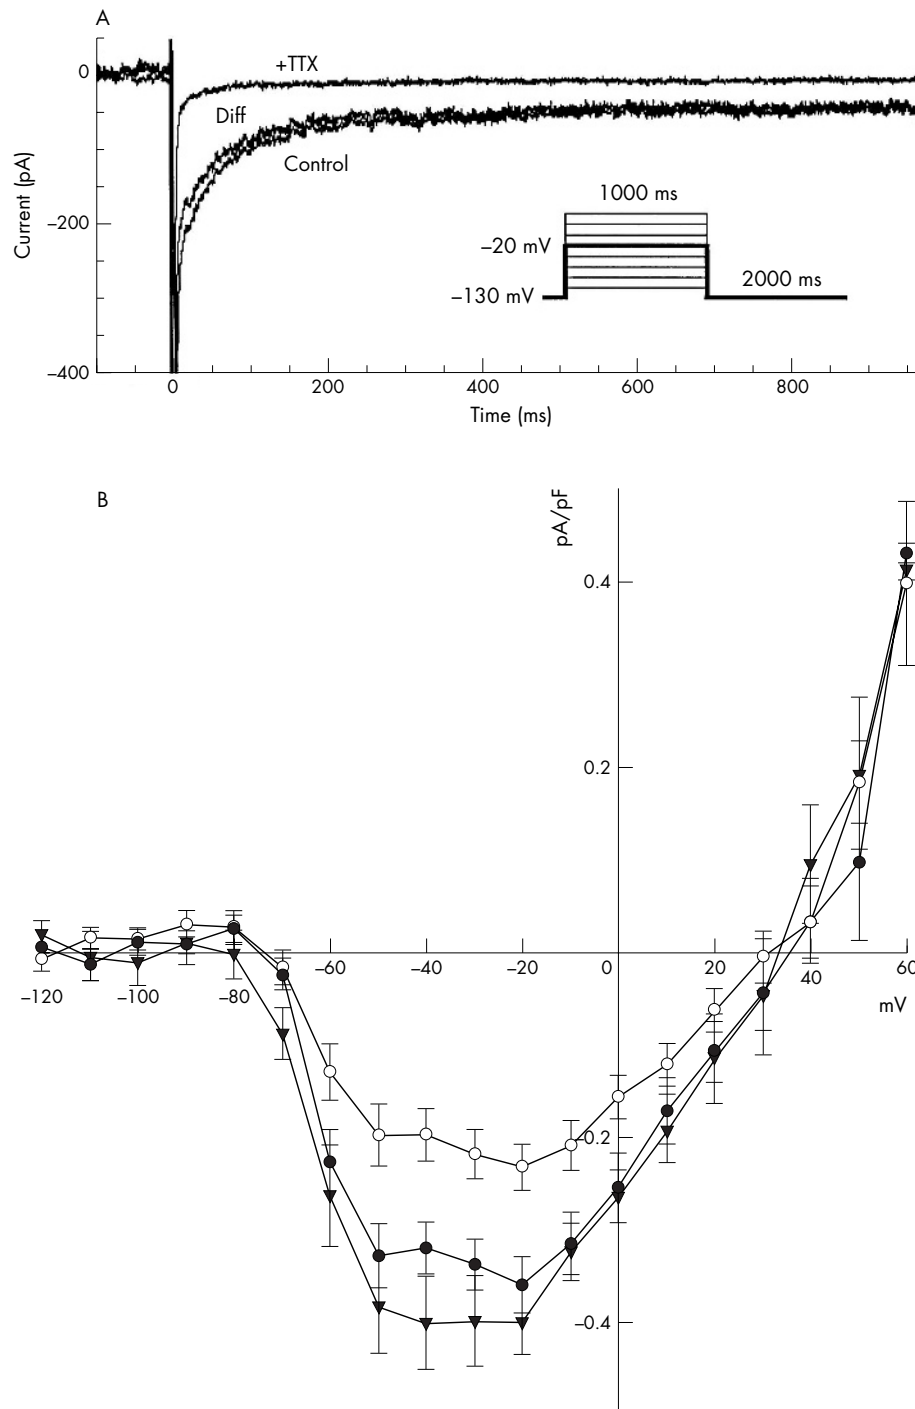 A
0
−200
−400
Current (pA)
+TTX
Diff
Control
1000 ms
−20 mV
−130 mV
2000 ms
0
200
400
600
800
Time (ms)
B
pA/pF
0.4
0.2
−120
−100
−80
−60
−40
−20
0
20
40
60
mV
−0.2
−0.4